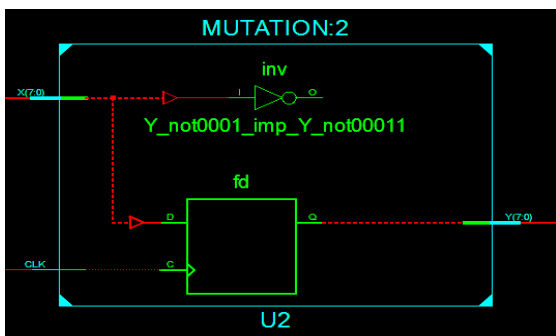 MUTATION:2
X(7:0)
inv
I
O
Y_not0001_imp_Y_not00011
fd
D
Q
Y(7:0)
CLK
C
U2